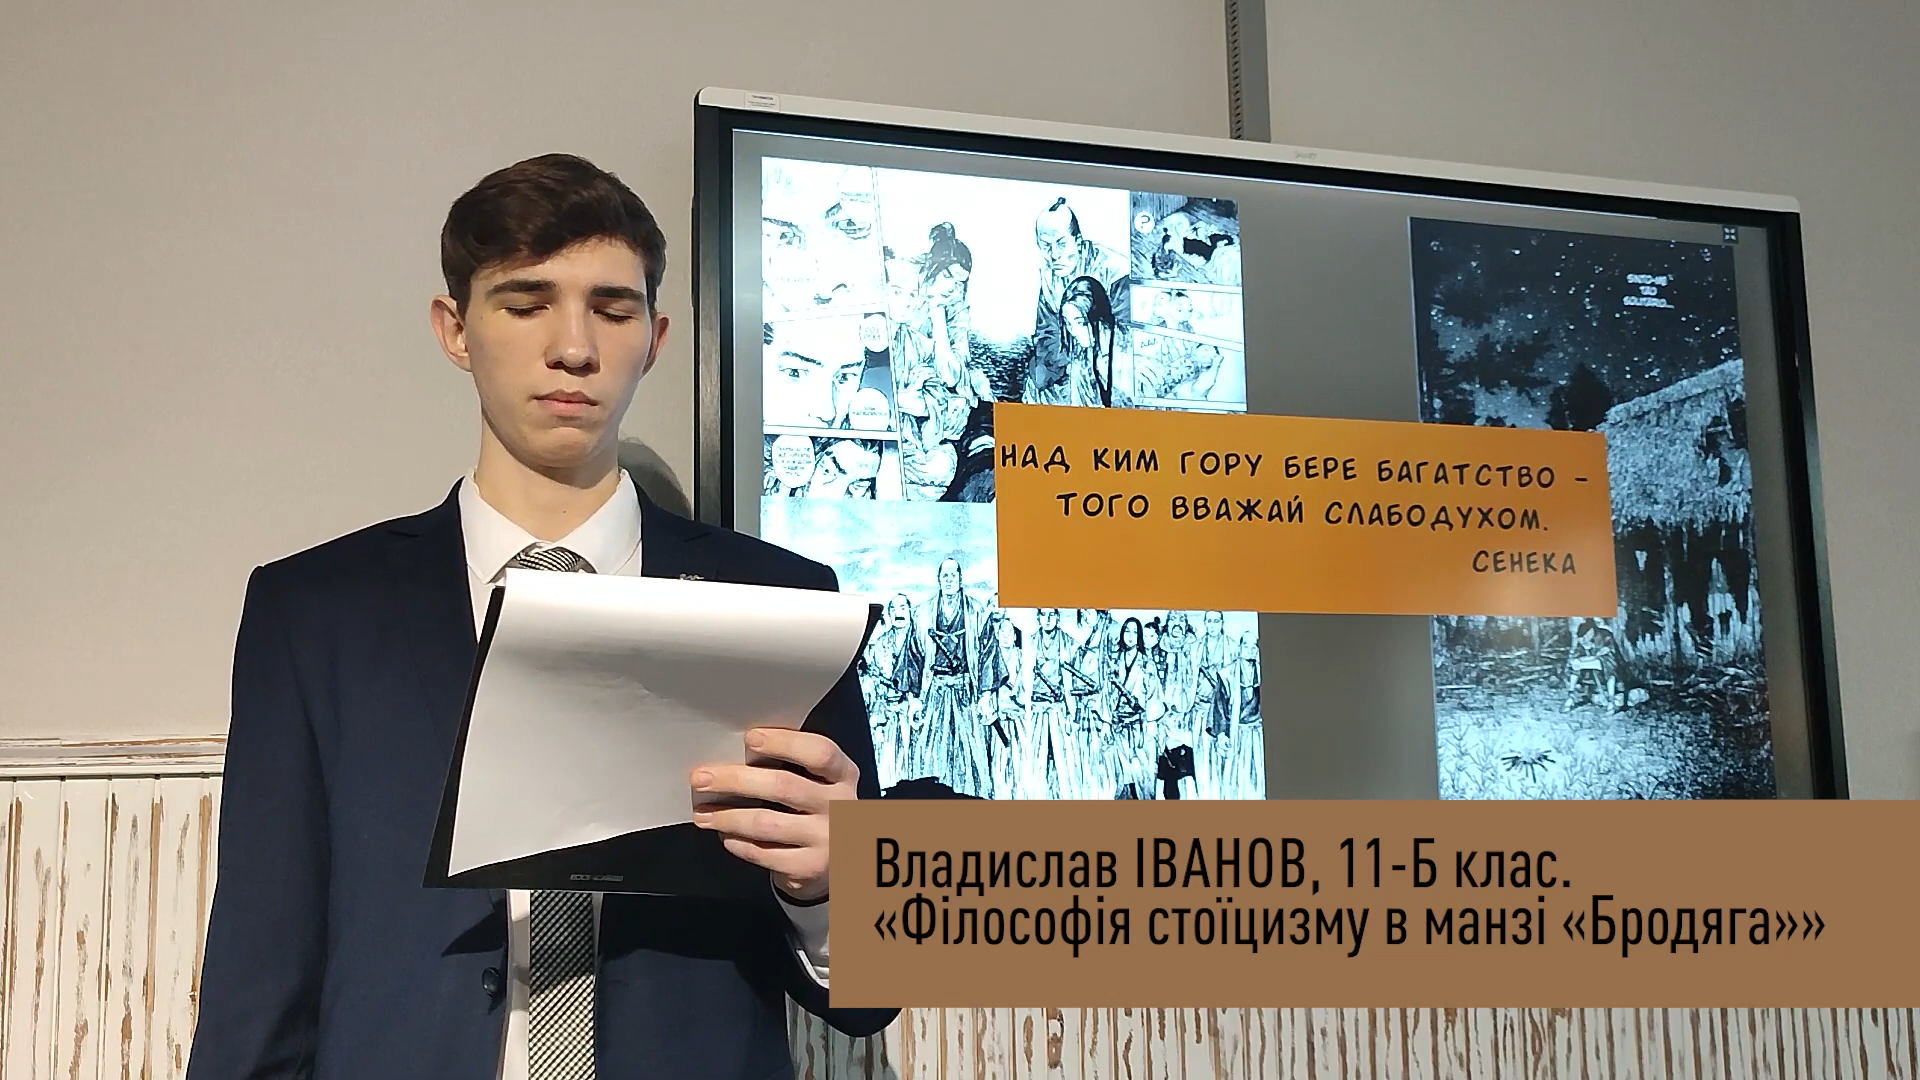 НАД КИМ ГОРУ БЕРЕ БАГАТСТВО –
ТОГО ВВАЖАЙ СЛАБОДУХОМ.
СЕНЕКА
Владислав ІВАНОВ, 11-Б клас.
«Філософія стоїцизму в манзі «Бродяга»»